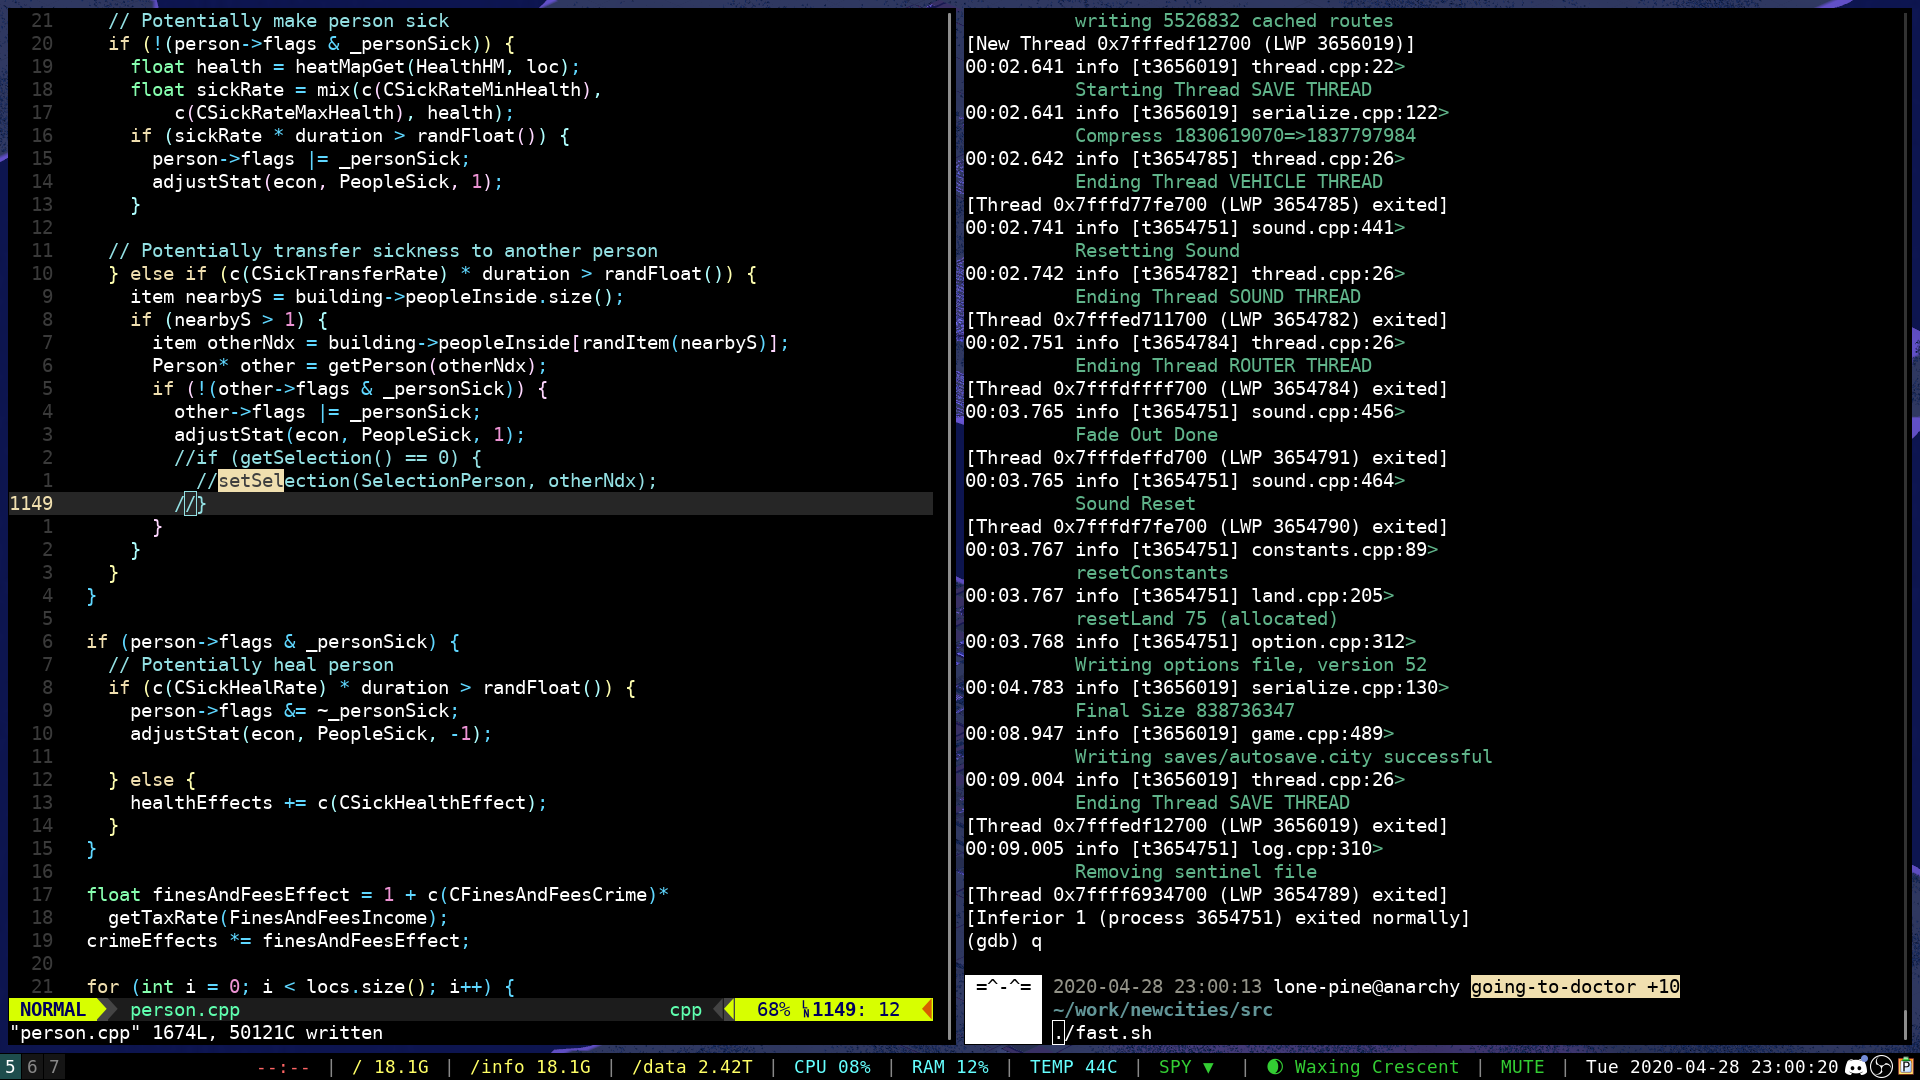 21     // Potentially make person sick
20     if (!(person->flags & _personSick)) {
19       float health = heatMapGet(HealthHM, loc);
18       float sickRate = mix(c(CSickRateMinHealth),
17           c(CSickRateMaxHealth), health);
16       if (sickRate * duration > randFloat()) {
15         person->flags |= _personSick;
14         adjustStat(econ, PeopleSick, 1);
13       }
12
11     // Potentially transfer sickness to another person
10     } else if (c(CSickTransferRate) * duration > randFloat()) {
9       item nearbyS = building->peopleInside.size();
8       if (nearbyS > 1) {
7         item otherNdx = building->peopleInside[randItem(nearbyS)];
6         Person* other = getPerson(otherNdx);
5         if (!(other->flags & _personSick)) {
4           other->flags |= _personSick;
3           adjustStat(econ, PeopleSick, 1);
2           //if (getSelection() == 0) {
1             //setSelection(SelectionPerson, otherNdx);
1149           //}
1         }
2       }
3     }
4   }
5
6   if (person->flags & _personSick) {
7     // Potentially heal person
8     if (c(CSickHealRate) * duration > randFloat()) {
9       person->flags &= ~_personSick;
10       adjustStat(econ, PeopleSick, -1);
11
12     } else {
13       healthEffects += c(CSickHealthEffect);
14     }
15   }
16
17   float finesAndFeesEffect = 1 + c(CFinesAndFeesCrime)*
18     getTaxRate(FinesAndFeesIncome);
19   crimeEffects *= finesAndFeesEffect;
20
21   for (int i = 0; i < locs.size(); i++) {
NORMAL person.cpp cpp 68% 1149: 12
"person.cpp" 1674L, 50121C written
writing 5526832 cached routes
[New Thread 0x7fffedf12700 (LWP 3656019)]
00:02.641 info [t3656019] thread.cpp:22>
Starting Thread SAVE THREAD
00:02.641 info [t3656019] serialize.cpp:122>
Compress 1830619070=>1837797984
00:02.642 info [t3654785] thread.cpp:26>
Ending Thread VEHICLE THREAD
[Thread 0x7fffd77fe700 (LWP 3654785) exited]
00:02.741 info [t3654751] sound.cpp:441>
Resetting Sound
00:02.742 info [t3654782] thread.cpp:26>
Ending Thread SOUND THREAD
[Thread 0x7fffed711700 (LWP 3654782) exited]
00:02.751 info [t3654784] thread.cpp:26>
Ending Thread ROUTER THREAD
[Thread 0x7fffdffff700 (LWP 3654784) exited]
00:03.765 info [t3654751] sound.cpp:456>
Fade Out Done
[Thread 0x7fffdeffd700 (LWP 3654791) exited]
00:03.765 info [t3654751] sound.cpp:464>
Sound Reset
[Thread 0x7fffdf7fe700 (LWP 3654790) exited]
00:03.767 info [t3654751] constants.cpp:89>
resetConstants
00:03.767 info [t3654751] land.cpp:205>
resetLand 75 (allocated)
00:03.768 info [t3654751] option.cpp:312>
Writing options file, version 52
00:04.783 info [t3656019] serialize.cpp:130>
Final Size 838736347
00:08.947 info [t3656019] game.cpp:489>
Writing saves/autosave.city successful
00:09.004 info [t3656019] thread.cpp:26>
Ending Thread SAVE THREAD
[Thread 0x7fffedf12700 (LWP 3656019) exited]
00:09.005 info [t3654751] log.cpp:310>
Removing sentinel file
[Thread 0x7ffff6934700 (LWP 3654789) exited]
[Inferior 1 (process 3654751) exited normally]
(gdb) q
=^-^= 2020-04-28 23:00:13 lone-pine@anarchy going-to-doctor +10
~/work/newcities/src
./fast.sh
5 6 7 --:-- | / 18.1G | /info 18.1G | /data 2.42T | CPU 08% | RAM 12% | TEMP 44C | SPY ▼ | Waxing Crescent | MUTE | Tue 2020-04-28 23:00:20